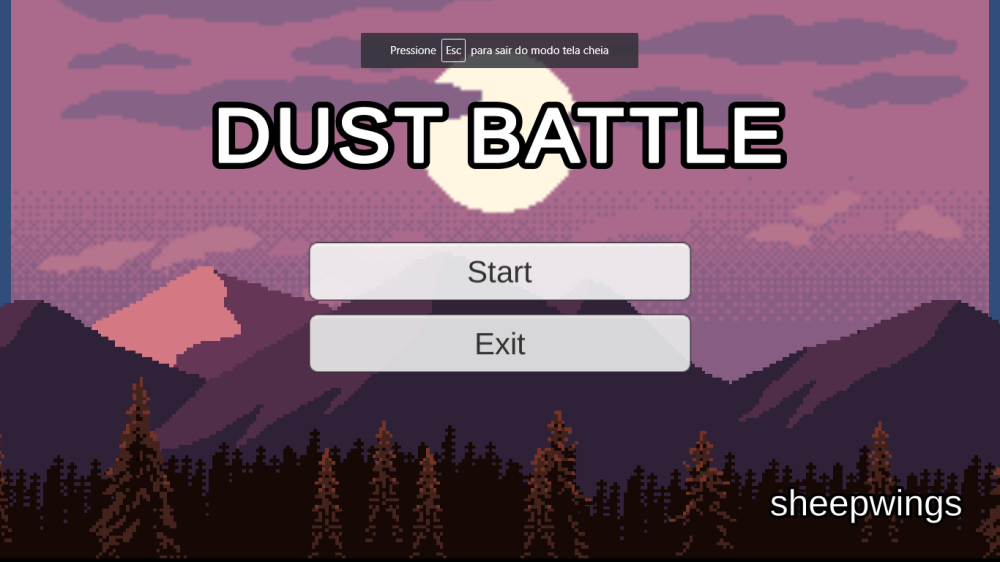 Pressione Esc para sair do modo tela cheia
DUST BATTLE
Start
Exit
sheepwings